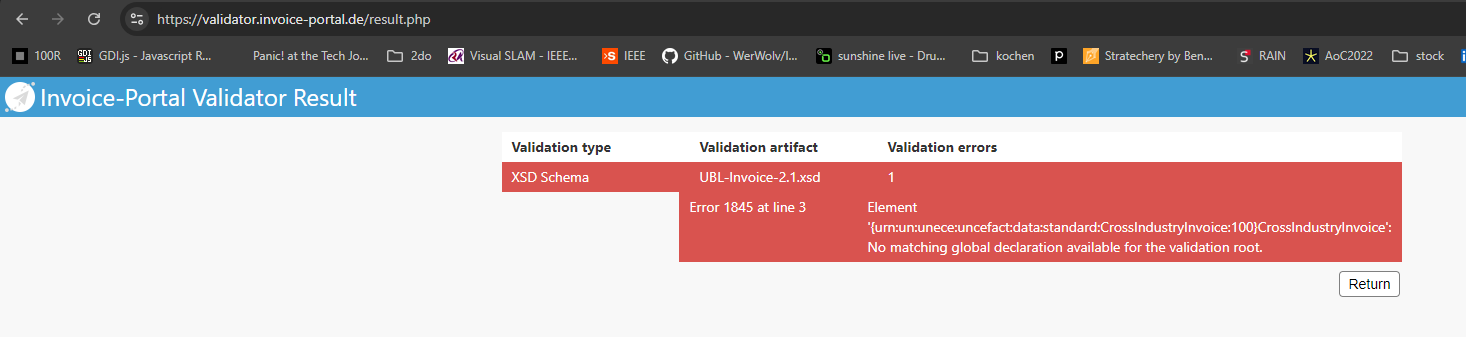 https://validator.invoice-portal.de/result.php
100R
GDI JS
GDI.js - Javascript R...
Panic! at the Tech Jo...
2do
Visual SLAM - IEEE...
IEEE
GitHub - WerWolv/I...
sunshine live - Dru...
kochen
P
Stratechery by Ben...
RAIN
AoC2022
stock
Invoice-Portal Validator Result
Validation type Validation artifact Validation errors
XSD Schema UBL-Invoice-2.1.xsd 1
Error 1845 at line 3 Element
'{urn:un:unece:uncefact:data:standard:CrossIndustryInvoice:100}CrossIndustryInvoice':
No matching global declaration available for the validation root.
Return